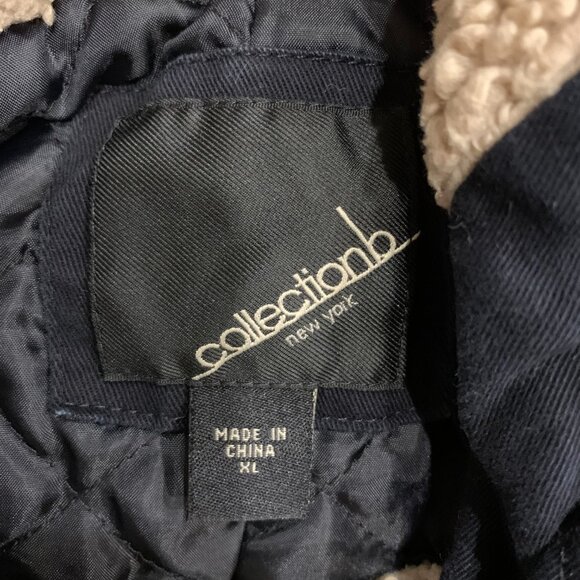 collectionb
new york
MADE IN
CHINA
XL